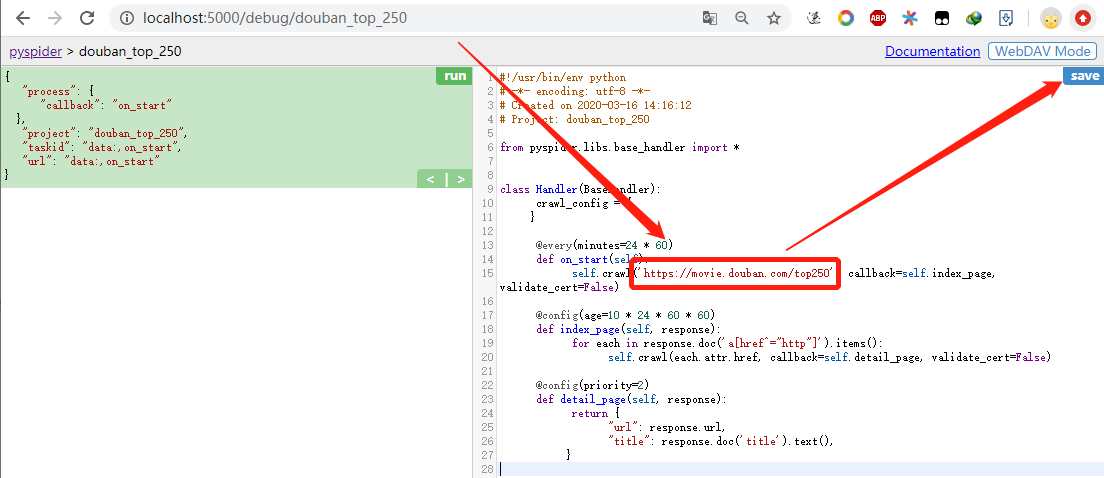 localhost:5000/debug/douban_top_250
ABP
pyspider > douban_top_250
Documentation
WebDAV Mode
{
"process": {
"callback": "on_start"
},
"project": "douban_top_250",
"taskid": "data:,on_start",
"url": "data:,on_start"
}
run
< | >
save
1 #!/usr/bin/env python
2 # -*- encoding: utf-8 -*-
3 # Created on 2020-03-16 14:16:12
4 # Project: douban_top_250
5
6 from pyspider.libs.base_handler import *
7
8
9 class Handler(BaseHandler):
10 crawl_config = {
11 }
12
13 @every(minutes=24 * 60)
14 def on_start(self):
15 self.crawl('https://movie.douban.com/top250' callback=self.index_page,
validate_cert=False)
16
17 @config(age=10 * 24 * 60 * 60)
18 def index_page(self, response):
19 for each in response.doc('a[href^="http"]').items():
20 self.crawl(each.attr.href, callback=self.detail_page, validate_cert=False)
21
22 @config(priority=2)
23 def detail_page(self, response):
24 return {
25 "url": response.url,
26 "title": response.doc('title').text(),
27 }
28